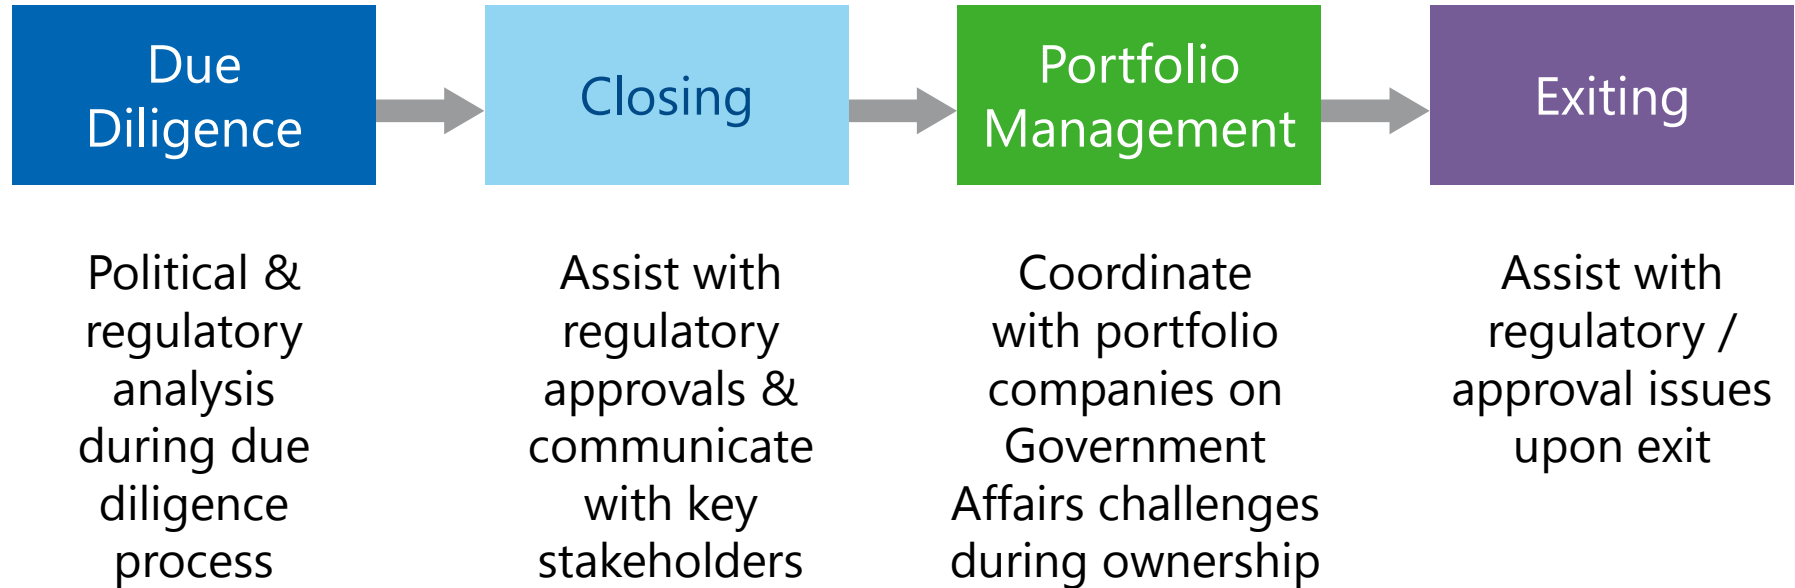 Due
Diligence
Closing
Portfolio
Management
Exiting
Political &
regulatory
analysis
during due
diligence
process
Assist with
regulatory
approvals &
communicate
with key
stakeholders
Coordinate
with portfolio
companies on
Government
Affairs challenges
during ownership
Assist with
regulatory /
approval issues
upon exit